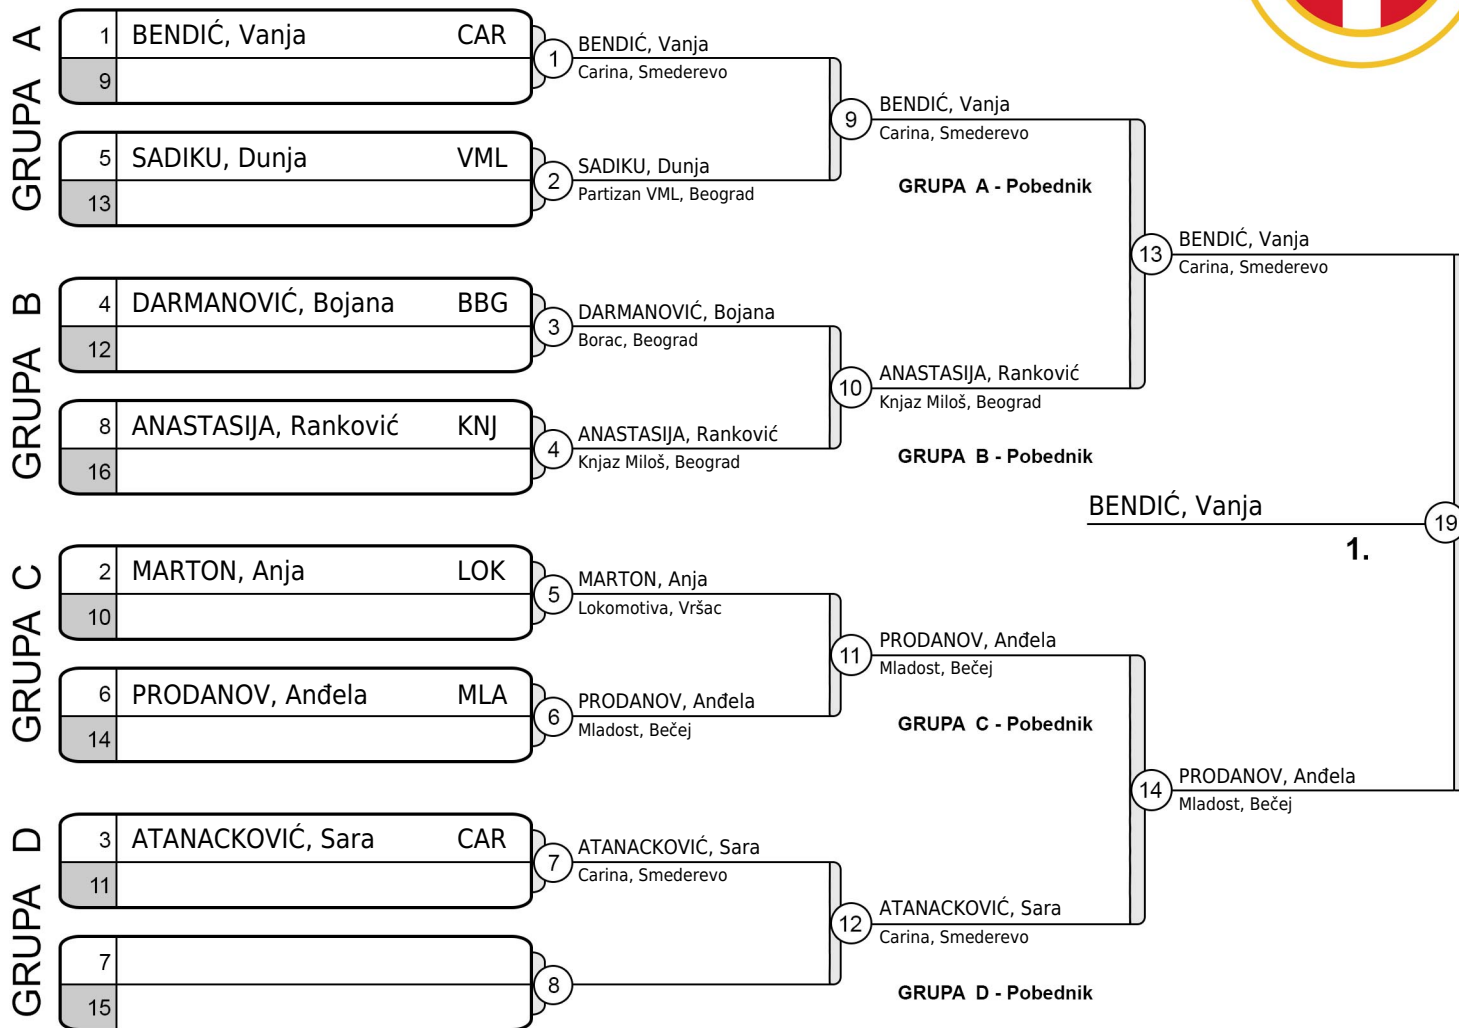 GRUPA A
1 BENDIĆ, Vanja CAR
9
5 SADIKU, Dunja VML
13
GRUPA B
4 DARMANOVIĆ, Bojana BBG
12
8 ANASTASIJA, Ranković KNJ
16
GRUPA C
2 MARTON, Anja LOK
10
6 PRODANOV, Anđela MLA
14
GRUPA D
3 ATANACKOVIĆ, Sara CAR
11
7
15
1
BENDIĆ, Vanja
Carina, Smederevo
2
SADIKU, Dunja
Partizan VML, Beograd
3
DARMANOVIĆ, Bojana
Borac, Beograd
4
ANASTASIJA, Ranković
Knjaz Miloš, Beograd
5
MARTON, Anja
Lokomotiva, Vršac
6
PRODANOV, Anđela
Mladost, Bečej
7
ATANACKOVIĆ, Sara
Carina, Smederevo
8
9
BENDIĆ, Vanja
Carina, Smederevo
GRUPA A - Pobednik
10
ANASTASIJA, Ranković
Knjaz Miloš, Beograd
GRUPA B - Pobednik
11
PRODANOV, Anđela
Mladost, Bečej
GRUPA C - Pobednik
12
ATANACKOVIĆ, Sara
Carina, Smederevo
GRUPA D - Pobednik
13
BENDIĆ, Vanja
Carina, Smederevo
14
PRODANOV, Anđela
Mladost, Bečej
BENDIĆ, Vanja
19
1.